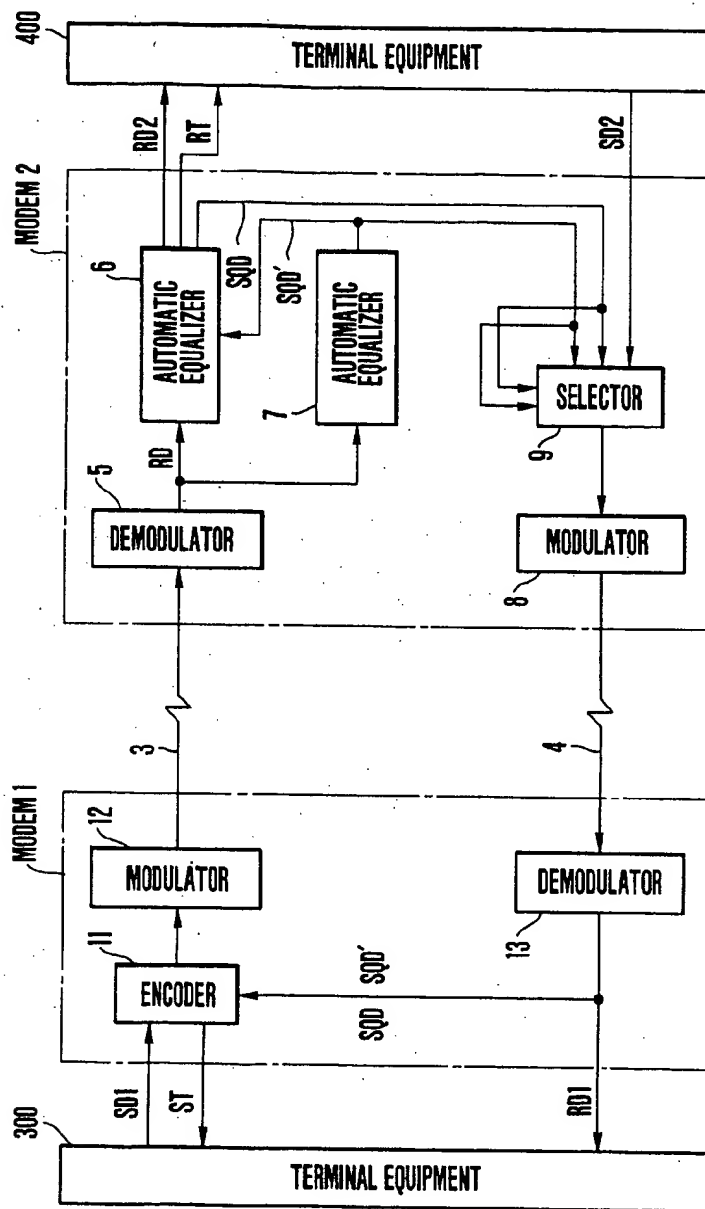 300
TERMINAL EQUIPMENT
SD1
ST
RD1
MODEM 1
11
ENCODER
12
MODULATOR
SQD'
SQD
DEMODULATOR
13
3
4
MODEM 2
5
DEMODULATOR
RD
6
AUTOMATIC
EQUALIZER
7
AUTOMATIC
EQUALIZER
SQD
SQD'
MODULATOR
8
SELECTOR
9
RD2
RT
SD2
400
TERMINAL EQUIPMENT